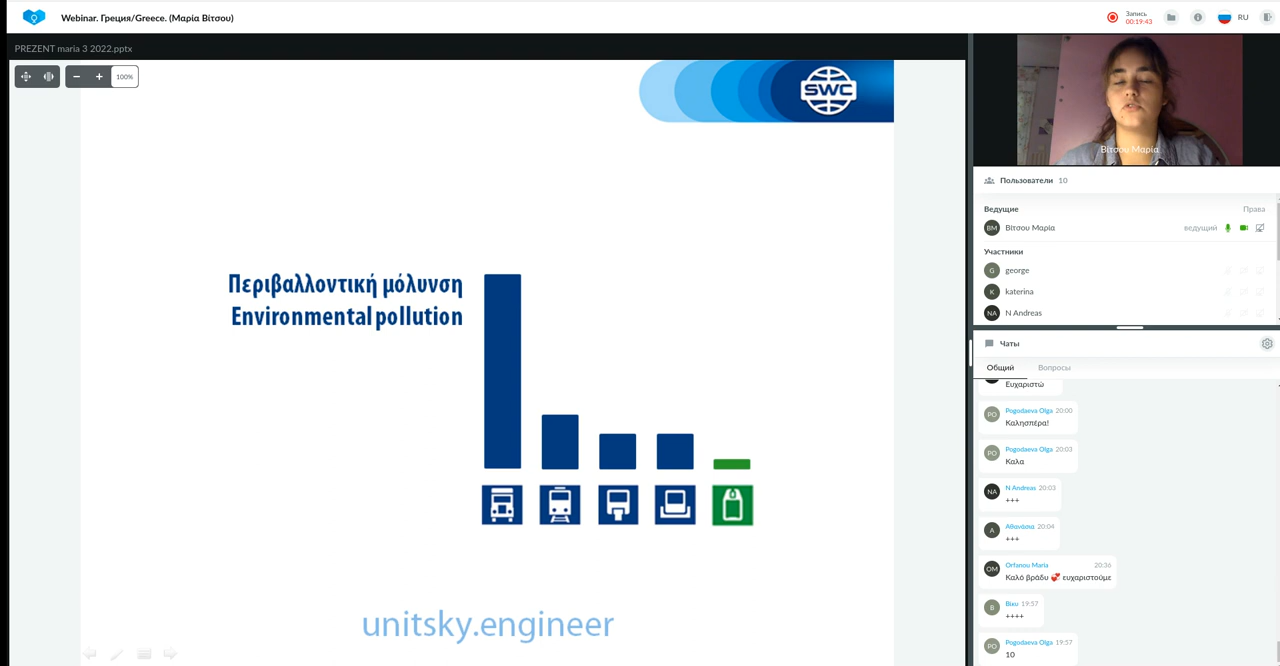 Webinar. Греция/Greece. (Μαρία Βίτσου)
Запись
00:19:43
RU
PREZENT maria 3 2022.pptx
100%
SWC
Περιβαλλοντική μόλυνση
Environmental pollution
unitsky.engineer
Βίτσου Μαρία
Пользователи 10
Ведущие Права
ВМ Βίτσου Μαρία ведущий
Участники
G george
K katerina
NA N Andreas
Чаты
Общий Вопросы
Ευχαριστώ
PO Pogodaeva Olga 20:00
Καλησπέρα!
PO Pogodaeva Olga 20:03
Καλα
NA N Andreas 20:03
+++
A Αθανάσια 20:04
+++
OM Orfanou Maria 20:36
Καλό βράδυ 💞 ευχαριστούμε
B Βίκυ 19:57
++++
PO Pogodaeva Olga 19:57
10